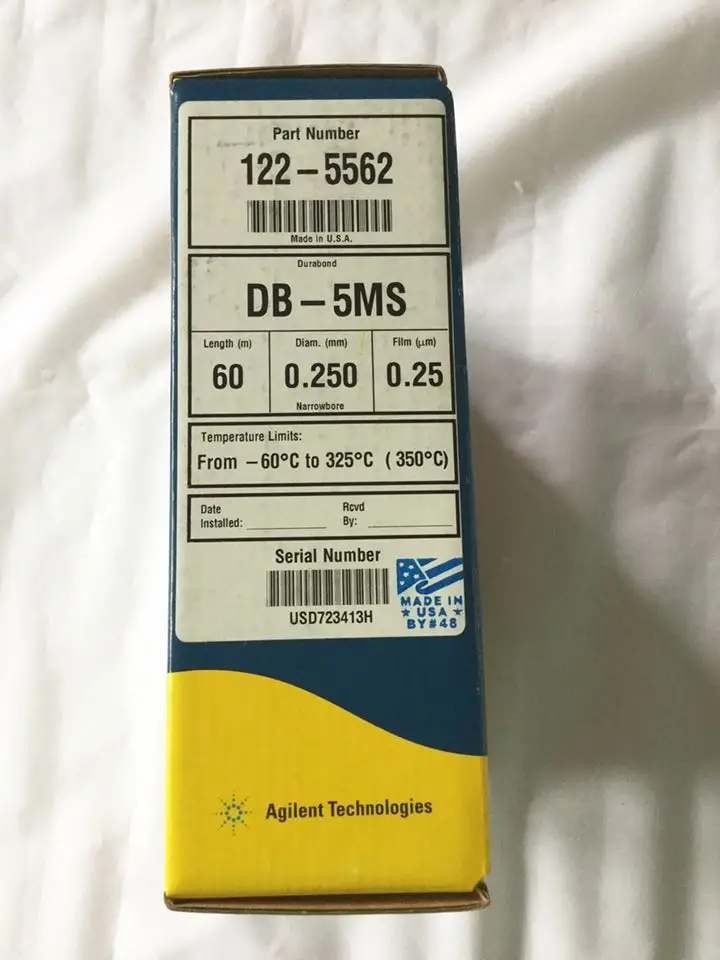 Part Number
122 – 5562
Made in U.S.A.
Durabond
DB – 5MS
Length (m) Diam. (mm) Film (μm)
60 0.250 0.25
Narrowbore
Temperature Limits:
From –60°C to 325°C ( 350°C)
Date Rcvd
Installed: By:
Serial Number
USD723413H
MADE IN
★ USA ★
BY#48
Agilent Technologies